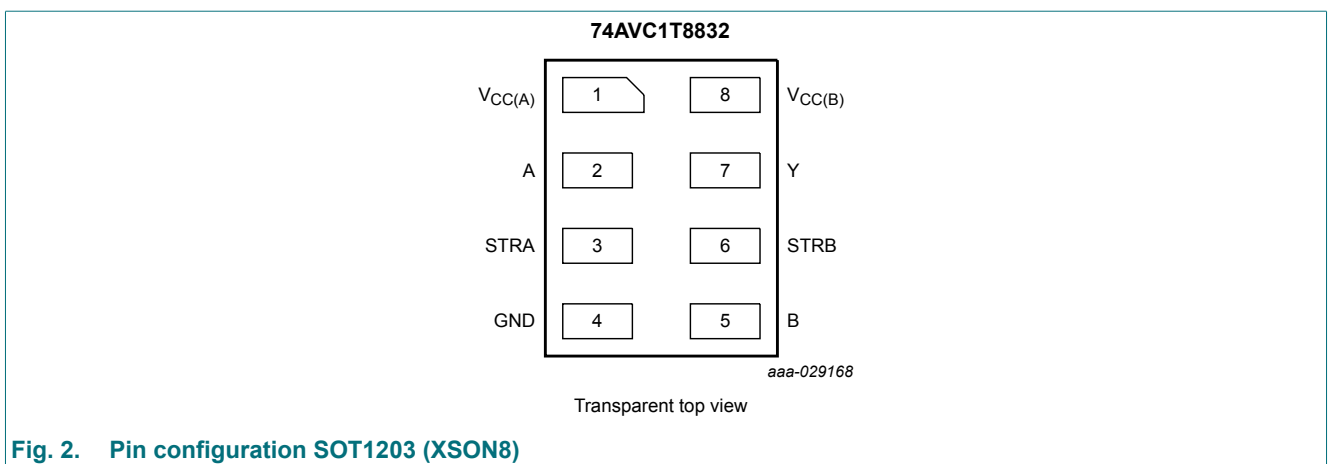 74AVC1T8832
VCC(A) 1 8 VCC(B)
A 2 7 Y
STRA 3 6 STRB
GND 4 5 B
aaa-029168
Transparent top view
Fig. 2. Pin configuration SOT1203 (XSON8)